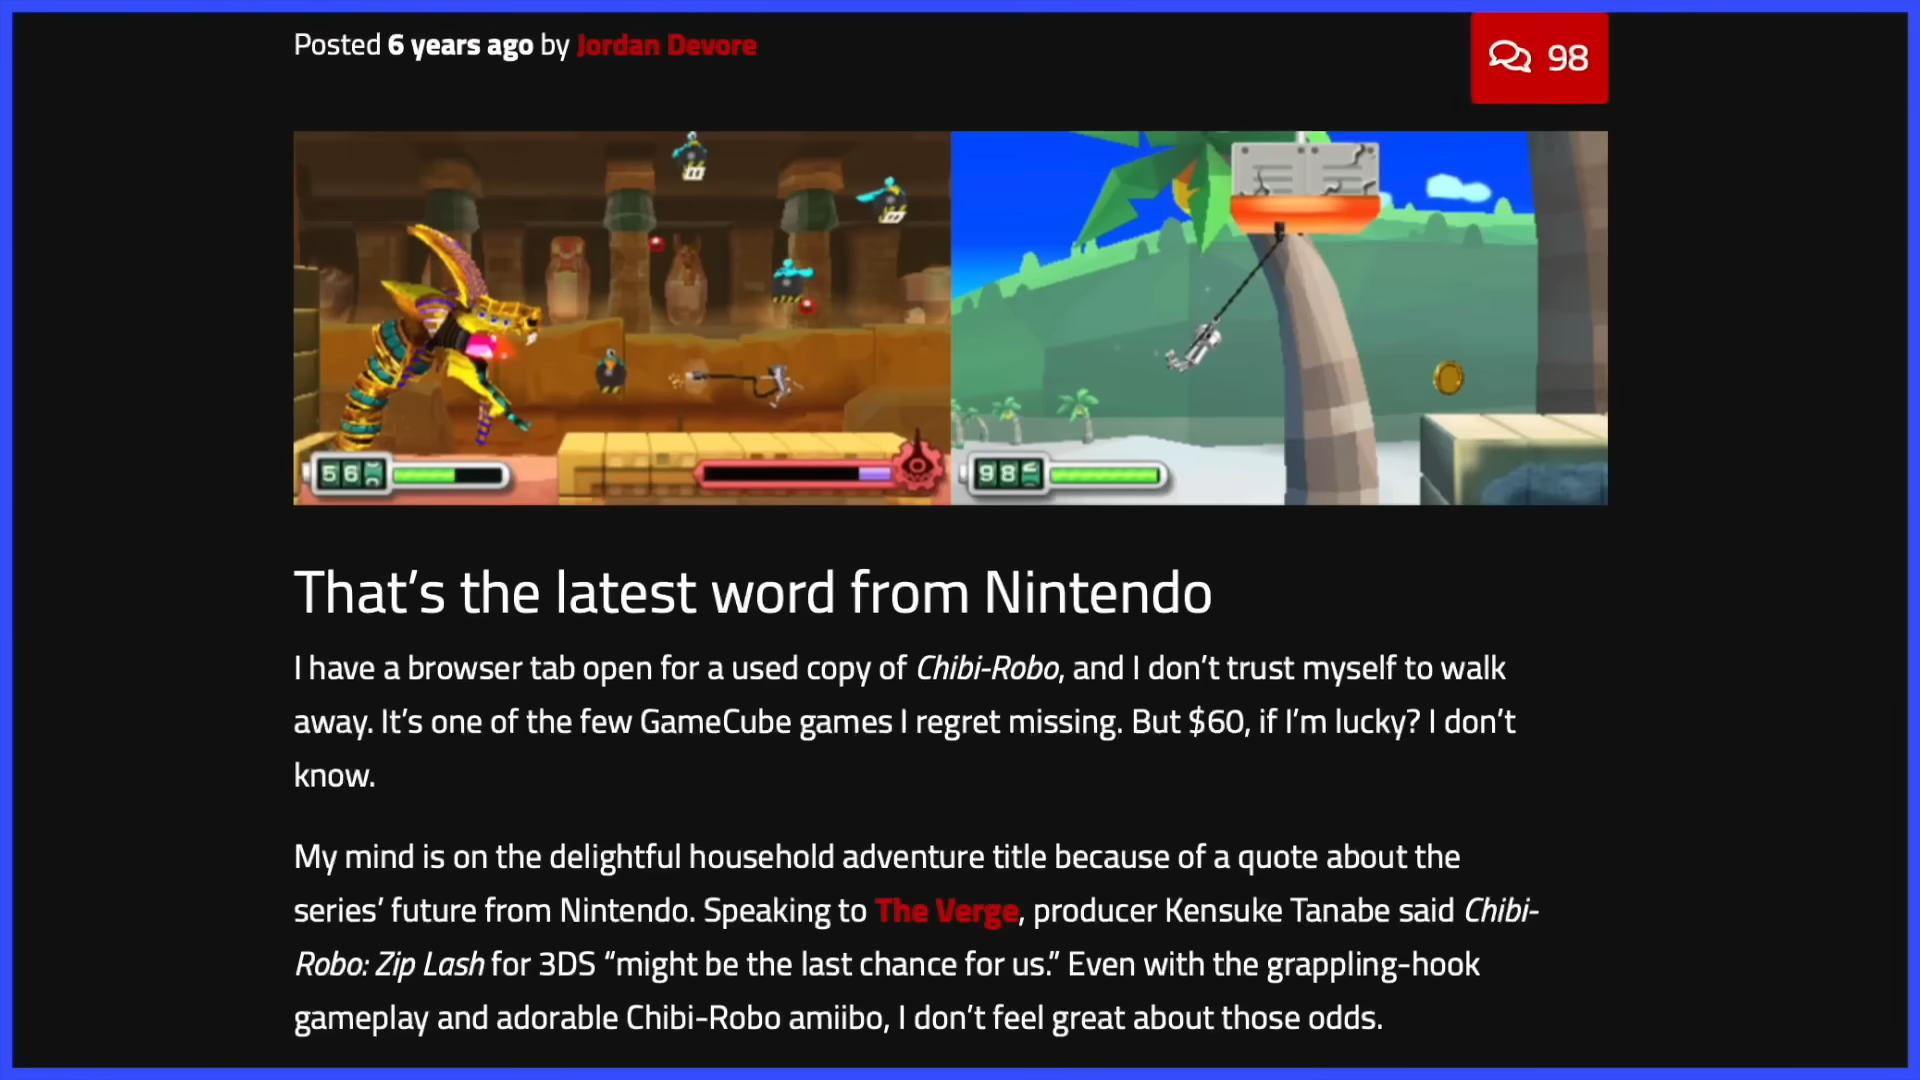 Posted 6 years ago by Jordan Devore
98
56
98
That’s the latest word from Nintendo
I have a browser tab open for a used copy of Chibi-Robo, and I don’t trust myself to walk
away. It’s one of the few GameCube games I regret missing. But $60, if I’m lucky? I don’t
know.
My mind is on the delightful household adventure title because of a quote about the
series’ future from Nintendo. Speaking to The Verge, producer Kensuke Tanabe said Chibi-
Robo: Zip Lash for 3DS “might be the last chance for us.” Even with the grappling-hook
gameplay and adorable Chibi-Robo amiibo, I don’t feel great about those odds.